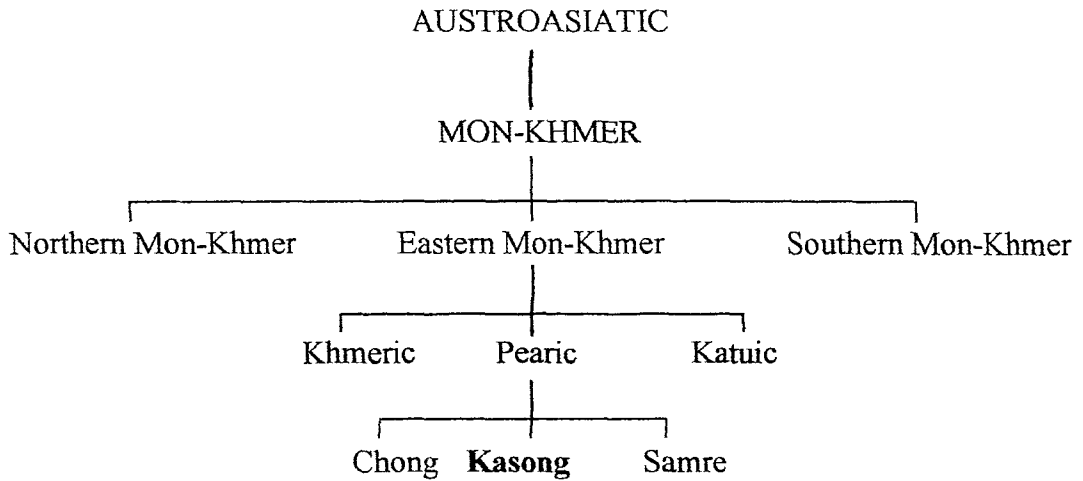 AUSTROASIATIC
MON-KHMER
Northern Mon-Khmer Eastern Mon-Khmer Southern Mon-Khmer
Khmeric Pearic Katuic
Chong Kasong Samre